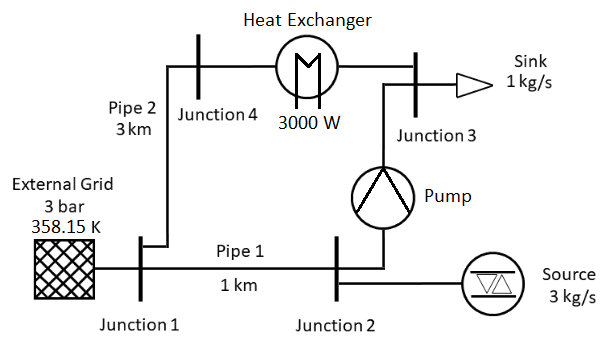 Heat Exchanger
Sink
1 kg/s
Pipe 2
3 km
Junction 4
3000 W
Junction 3
External Grid
3 bar
358.15 K
Pump
Pipe 1
1 km
Source
3 kg/s
Junction 1
Junction 2